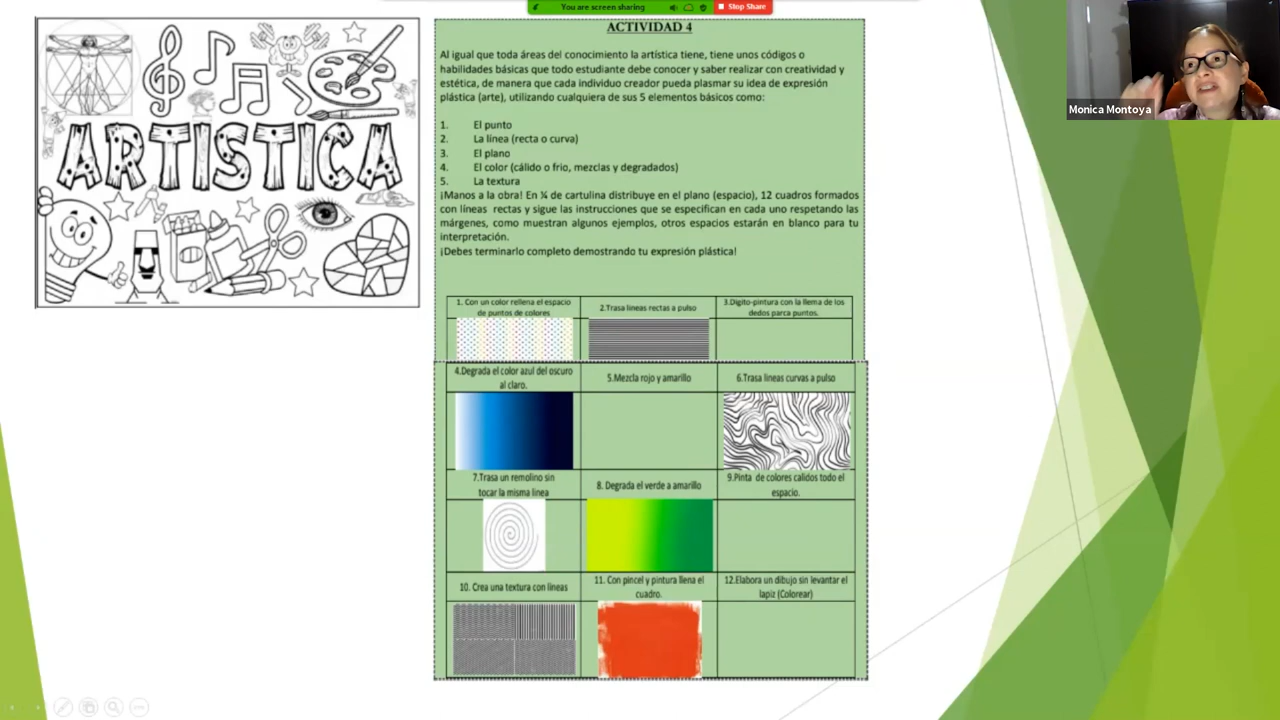 You are screen sharing
Stop Share
Monica Montoya
ARTISTICA
ACTIVIDAD 4
Al igual que toda áreas del conocimiento la artística tiene, tiene unos códigos o
habilidades básicas que todo estudiante debe conocer y saber realizar con creatividad y
estética, de manera que cada individuo creador pueda plasmar su idea de expresión
plástica (arte), utilizando cualquiera de sus 5 elementos básicos como:
1. El punto
2. La línea (recta o curva)
3. El plano
4. El color (cálido o frio, mezclas y degradados)
5. La textura
¡Manos a la obra! En ¼ de cartulina distribuye en el plano (espacio), 12 cuadros formados
con líneas rectas y sigue las instrucciones que se especifican en cada uno respetando las
márgenes, como muestran algunos ejemplos, otros espacios estarán en blanco para tu
interpretación.
¡Debes terminarlo completo demostrando tu expresión plástica!
1. Con un color rellena el espacio
de puntos de colores
2.Trasa lineas rectas a pulso
3.Digito-pintura con la llema de los
dedos parca puntos.
4.Degrada el color azul del oscuro
al claro.
5.Mezcla rojo y amarillo
6.Trasa lineas curvas a pulso
7.Trasa un remolino sin
tocar la misma linea
8. Degrada el verde a amarillo
9.Pinta de colores calidos todo el
espacio.
10. Crea una textura con lineas
11. Con pincel y pintura llena el
cuadro.
12.Elabora un dibujo sin levantar el
lapiz (Colorear)